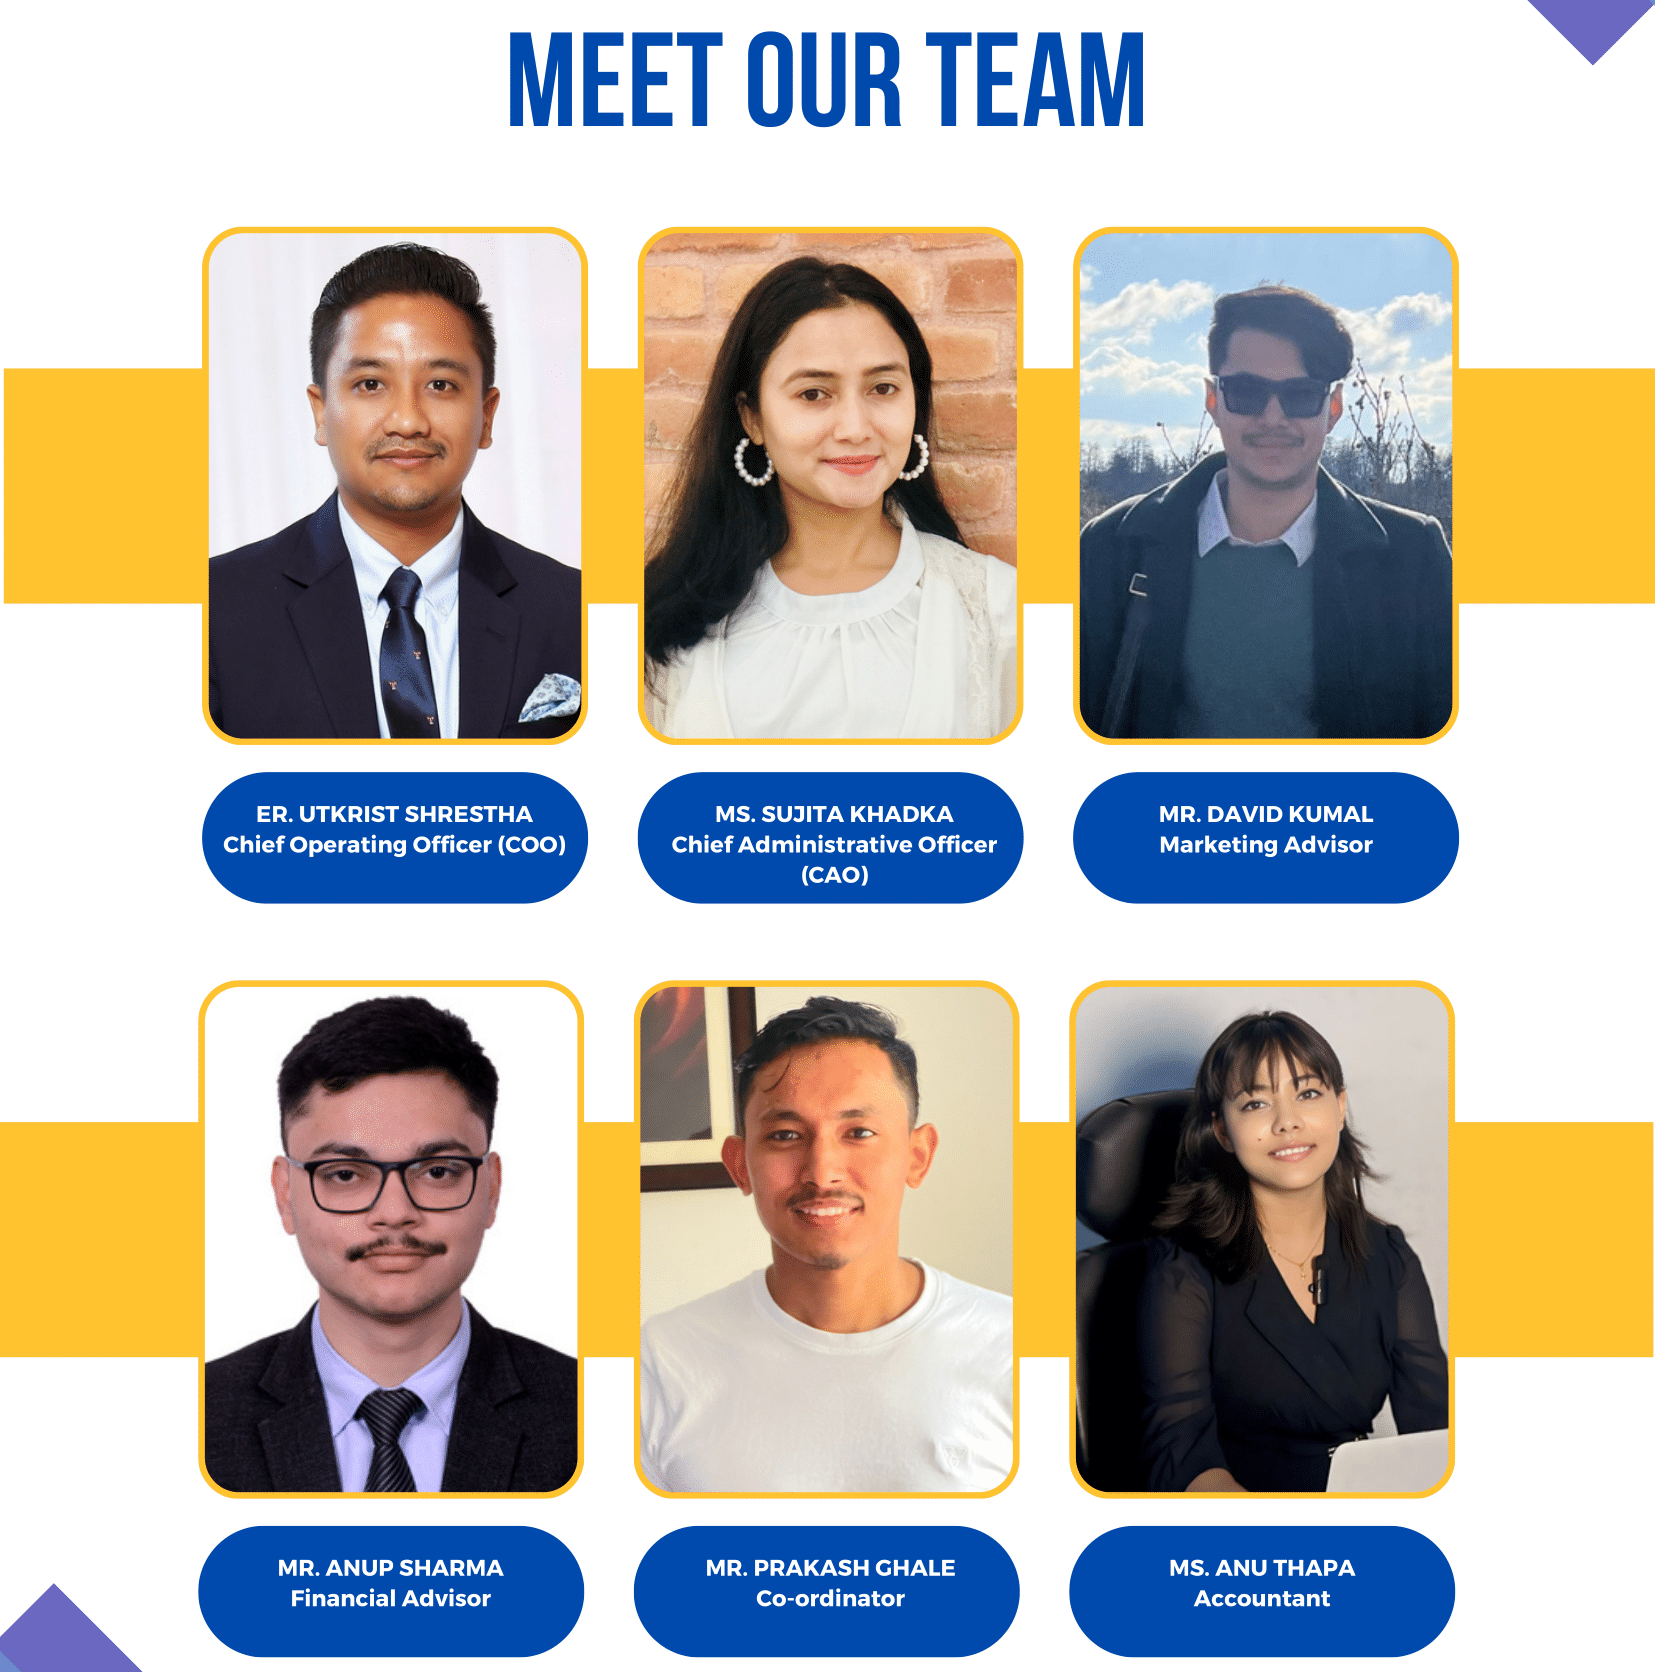 MEET OUR TEAM
ER. UTKRIST SHRESTHA
Chief Operating Officer (COO)
MS. SUJITA KHADKA
Chief Administrative Officer
(CAO)
MR. DAVID KUMAL
Marketing Advisor
MR. ANUP SHARMA
Financial Advisor
MR. PRAKASH GHALE
Co-ordinator
MS. ANU THAPA
Accountant